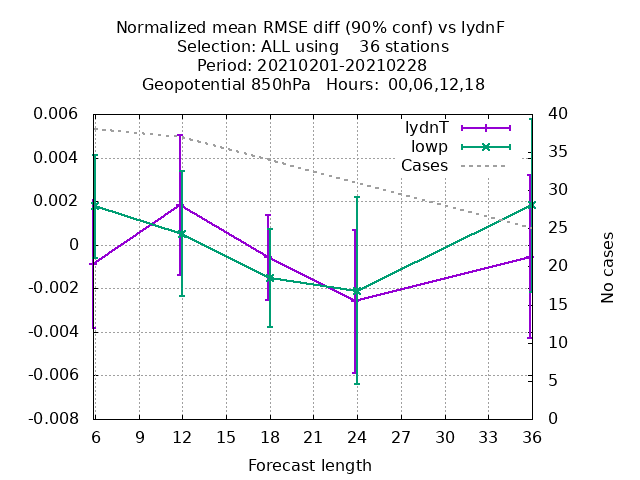 Normalized mean RMSE diff (90% conf) vs lydnF
Selection: ALL using    36 stations
Period: 20210201-20210228
Geopotential 850hPa   Hours: 00,06,12,18
0.006
0.004
0.002
0
-0.002
-0.004
-0.006
-0.008
lydnT
lowp
Cases
40
35
30
25
20
15
10
5
0
No cases
6 9 12 15 18 21 24 27 30 33 36
Forecast length